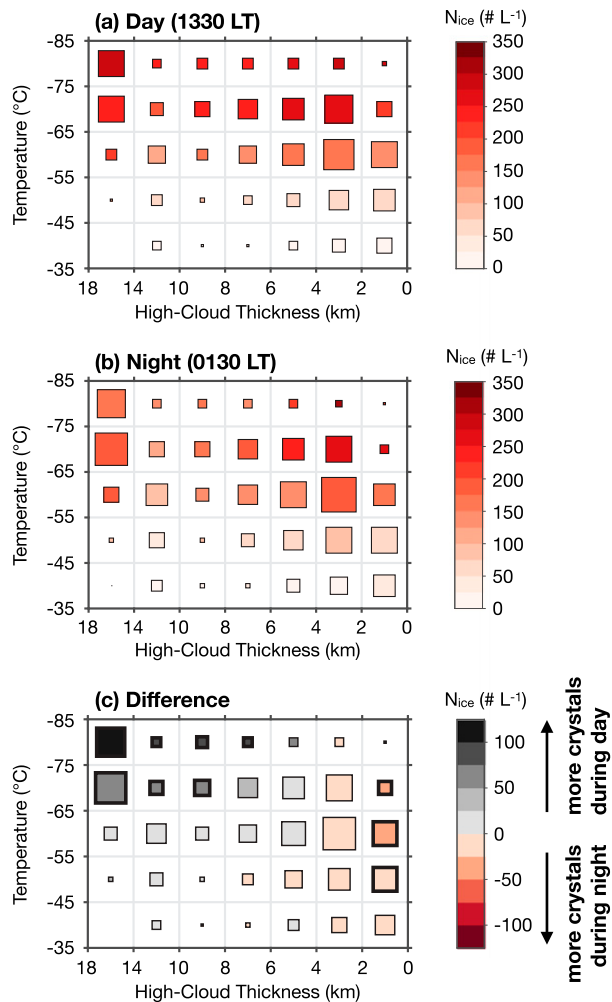 (a) Day (1330 LT)
Nice (# L-1)
-85
-75
-65
-55
-45
-35
Temperature (°C)
18 14 10 8 6 4 2 0
High-Cloud Thickness (km)
350
300
250
200
150
100
50
0
(b) Night (0130 LT)
Nice (# L-1)
-85
-75
-65
-55
-45
-35
Temperature (°C)
18 14 10 8 6 4 2 0
High-Cloud Thickness (km)
350
300
250
200
150
100
50
0
(c) Difference
Nice (# L-1)
-85
-75
-65
-55
-45
-35
Temperature (°C)
18 14 10 8 6 4 2 0
High-Cloud Thickness (km)
100
50
0
-50
-100
more crystals
during day
more crystals
during night